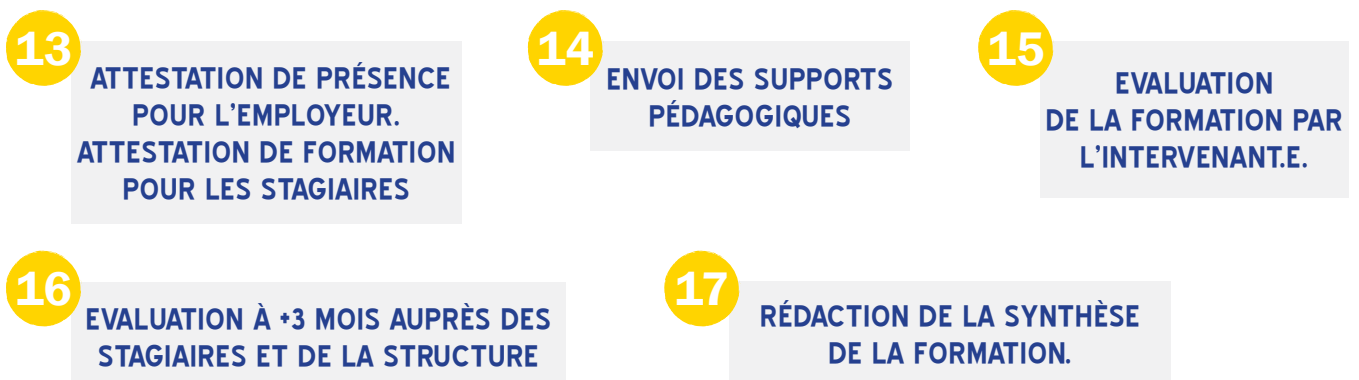 13
ATTESTATION DE PRÉSENCE
POUR L'EMPLOYEUR.
ATTESTATION DE FORMATION
POUR LES STAGIAIRES
14
ENVOI DES SUPPORTS
PÉDAGOGIQUES
15
EVALUATION
DE LA FORMATION PAR
L'INTERVENANT.E.
16
EVALUATION À +3 MOIS AUPRÈS DES
STAGIAIRES ET DE LA STRUCTURE
17
RÉDACTION DE LA SYNTHÈSE
DE LA FORMATION.